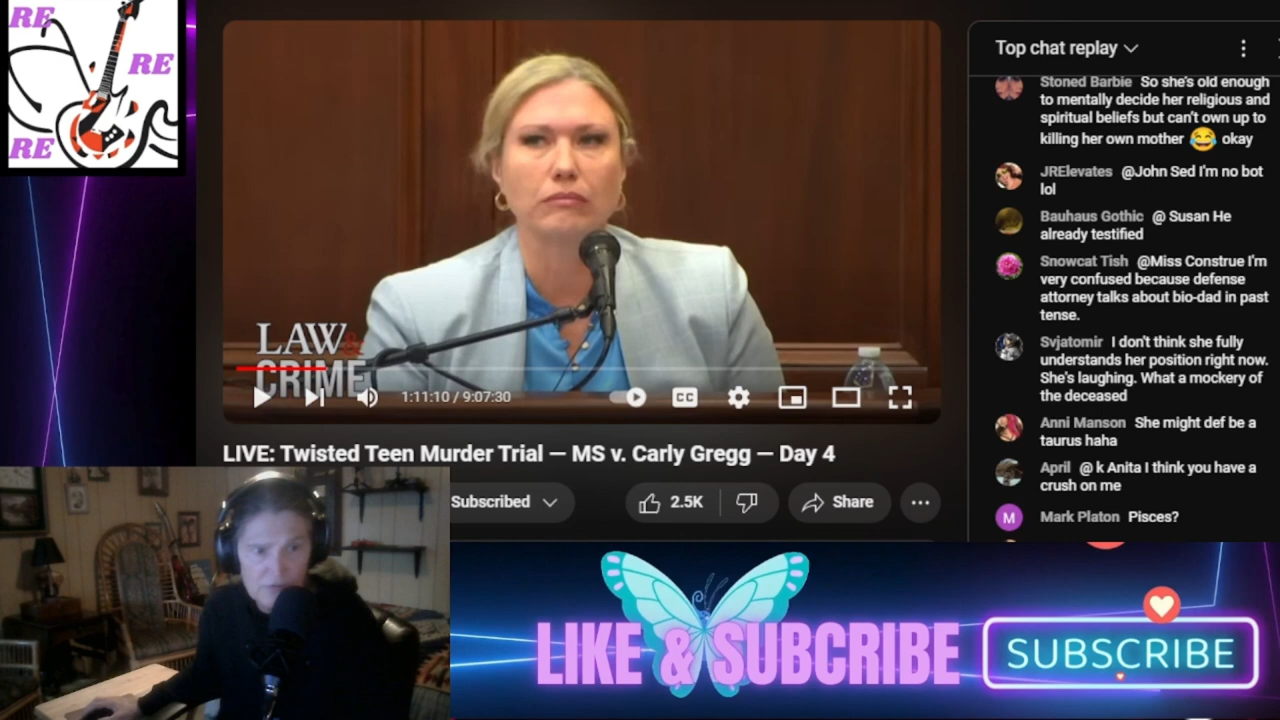 RE
RE
RE
LAW&
CRIME
1:11:10 / 9:07:30
CC
LIVE: Twisted Teen Murder Trial — MS v. Carly Gregg — Day 4
Subscribed
2.5K
Share
Top chat replay
Stoned Barbie So she's old enough
to mentally decide her religious and
spiritual beliefs but can't own up to
killing her own mother 😂 okay
JRElevates @John Sed I'm no bot
lol
Bauhaus Gothic @ Susan He
already testified
Snowcat Tish @Miss Construe I'm
very confused because defense
attorney talks about bio-dad in past
tense.
Svjatomir I don't think she fully
understands her position right now.
She's laughing. What a mockery of
the deceased
Anni Manson She might def be a
taurus haha
April @ k Anita I think you have a
crush on me
M Mark Platon Pisces?
LIKE & SUBCRIBE
SUBSCRIBE